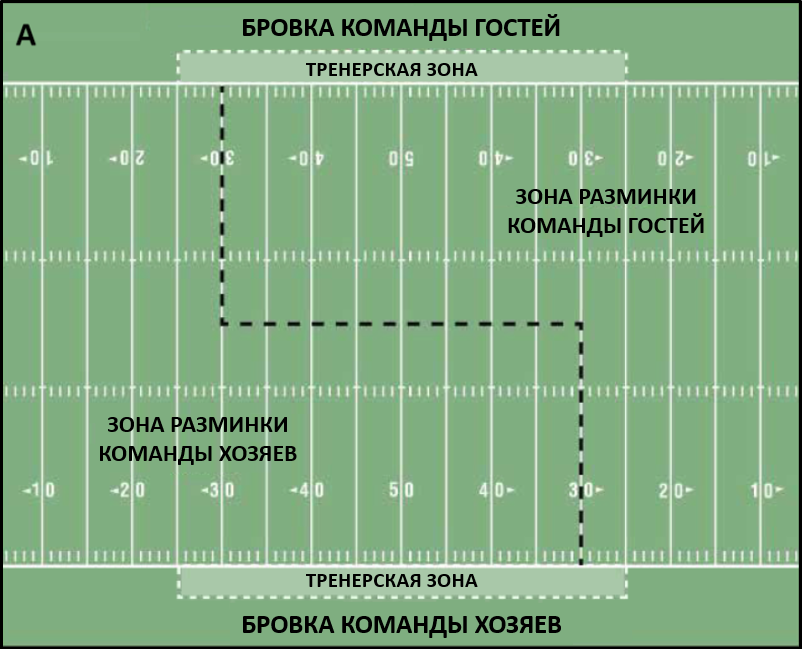 A
БРОВКА КОМАНДЫ ГОСТЕЙ
ТРЕНЕРСКАЯ ЗОНА
10 20 30 40 50 40 30 20 10
ЗОНА РАЗМИНКИ
КОМАНДЫ ГОСТЕЙ
ЗОНА РАЗМИНКИ
КОМАНДЫ ХОЗЯЕВ
10 20 30 40 50 40 30 20 10
ТРЕНЕРСКАЯ ЗОНА
БРОВКА КОМАНДЫ ХОЗЯЕВ